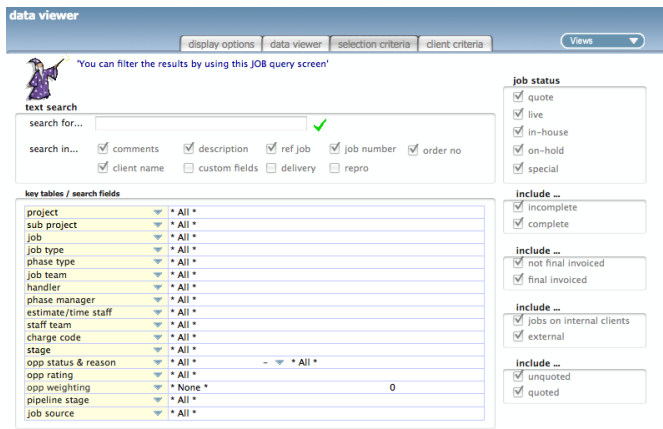 data viewer
display options data viewer selection criteria client criteria Views
'You can filter the results by using this JOB query screen'
text search
search for...
search in... comments description ref job job number order no
client name custom fields delivery repro
job status
quote
live
in-house
on-hold
special
key tables / search fields
project * All *
sub project * All *
job * All *
job type * All *
phase type * All *
job team * All *
handler * All *
phase manager * All *
estimate/time staff * All *
staff team * All *
charge code * All *
stage * All *
opp status & reason * All * - * All *
opp rating * All *
opp weighting * None * 0
pipeline stage * All *
job source * All *
include ...
incomplete
complete
include ...
not final invoiced
final invoiced
include ...
jobs on internal clients
external
include ...
unquoted
quoted